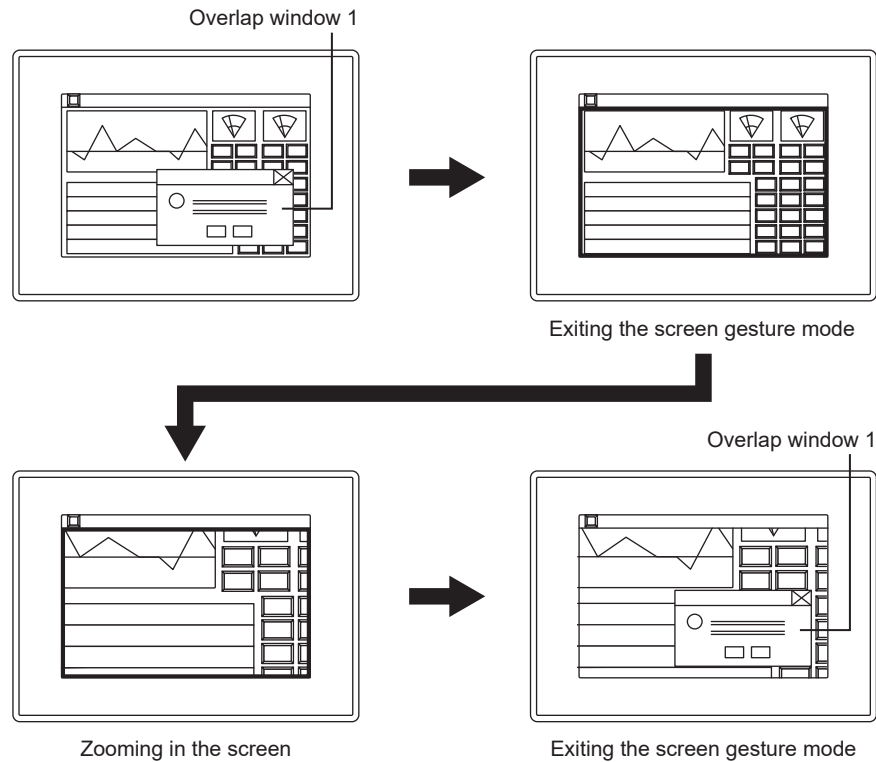 Overlap window 1
Exiting the screen gesture mode
Overlap window 1
Zooming in the screen
Exiting the screen gesture mode